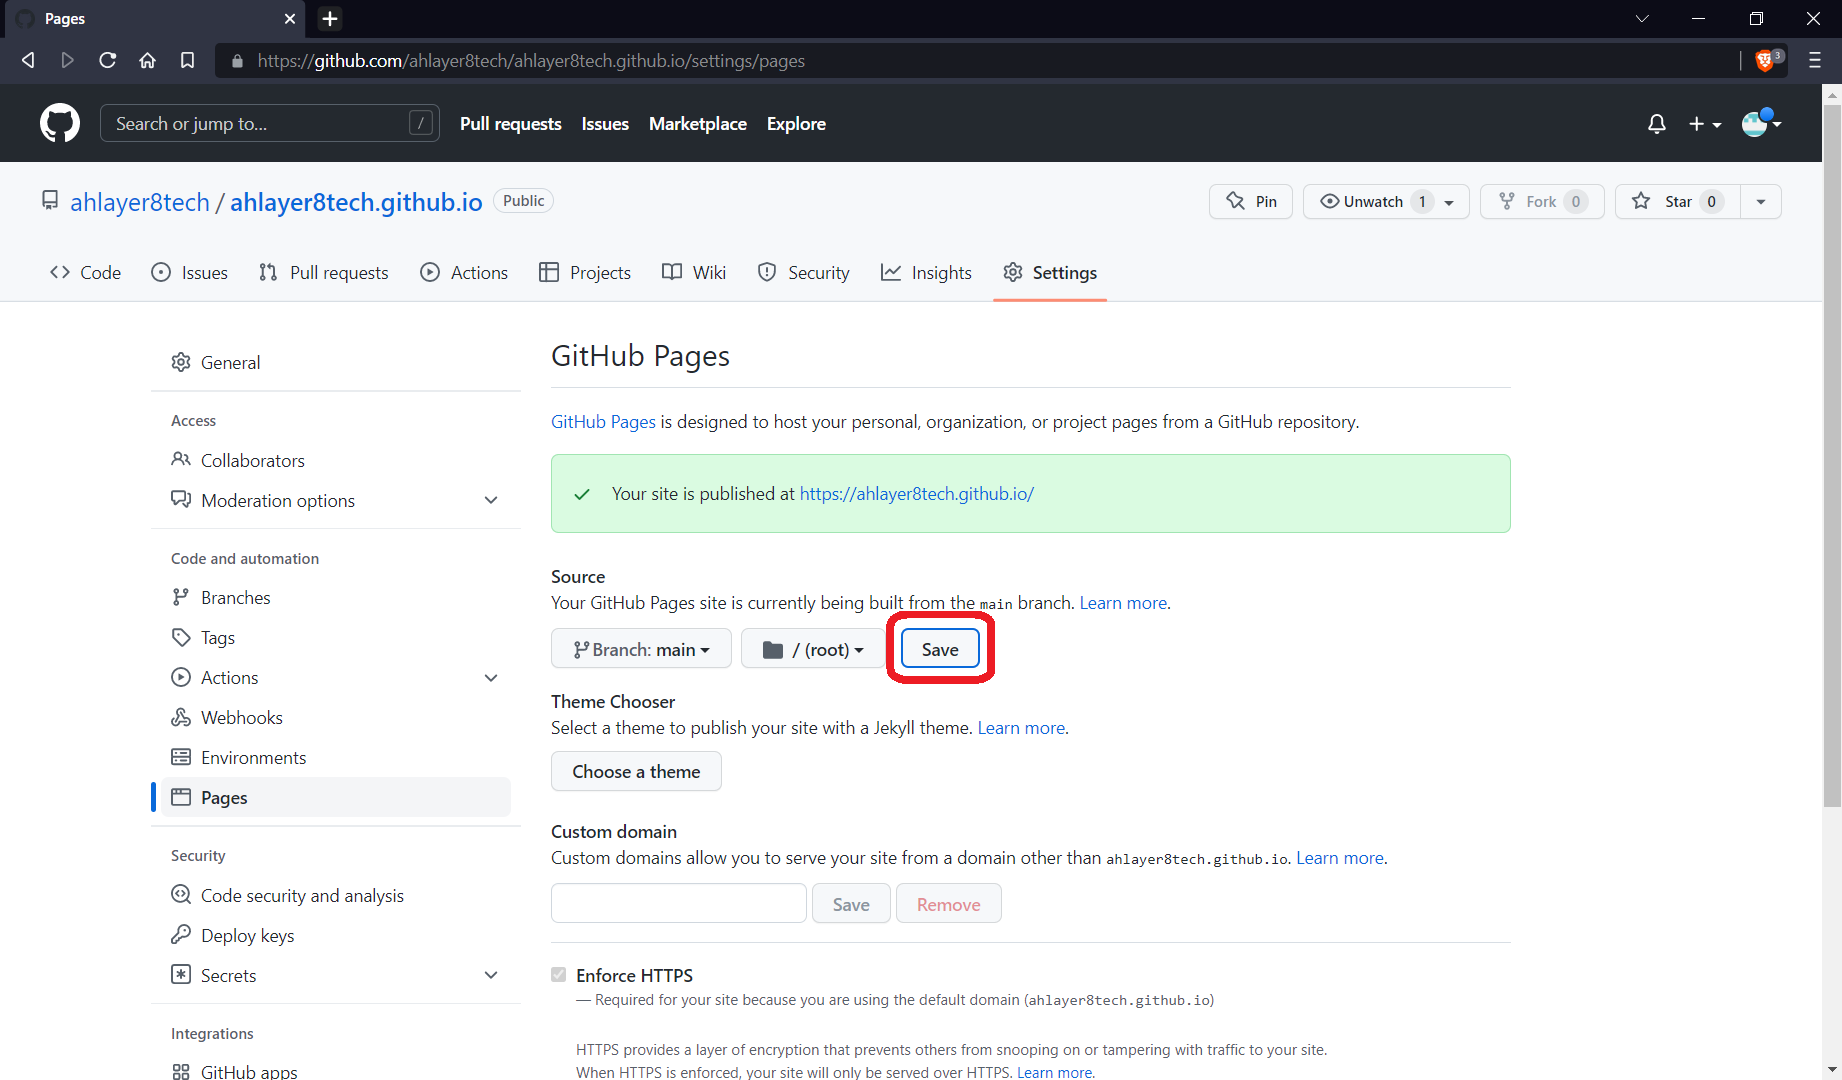 Pages
https://github.com/ahlayer8tech/ahlayer8tech.github.io/settings/pages
3
Search or jump to... /
Pull requests Issues Marketplace Explore
ahlayer8tech / ahlayer8tech.github.io Public
Pin Unwatch 1 Fork 0 Star 0
Code Issues Pull requests Actions Projects Wiki Security Insights Settings
General
Access
Collaborators
Moderation options
Code and automation
Branches
Tags
Actions
Webhooks
Environments
Pages
Security
Code security and analysis
Deploy keys
Secrets
Integrations
GitHub apps
GitHub Pages
GitHub Pages is designed to host your personal, organization, or project pages from a GitHub repository.
Your site is published at https://ahlayer8tech.github.io/
Source
Your GitHub Pages site is currently being built from the main branch. Learn more.
Branch: main / (root) Save
Theme Chooser
Select a theme to publish your site with a Jekyll theme. Learn more.
Choose a theme
Custom domain
Custom domains allow you to serve your site from a domain other than ahlayer8tech.github.io. Learn more.
Save Remove
Enforce HTTPS
— Required for your site because you are using the default domain (ahlayer8tech.github.io)
HTTPS provides a layer of encryption that prevents others from snooping on or tampering with traffic to your site.
When HTTPS is enforced, your site will only be served over HTTPS. Learn more.